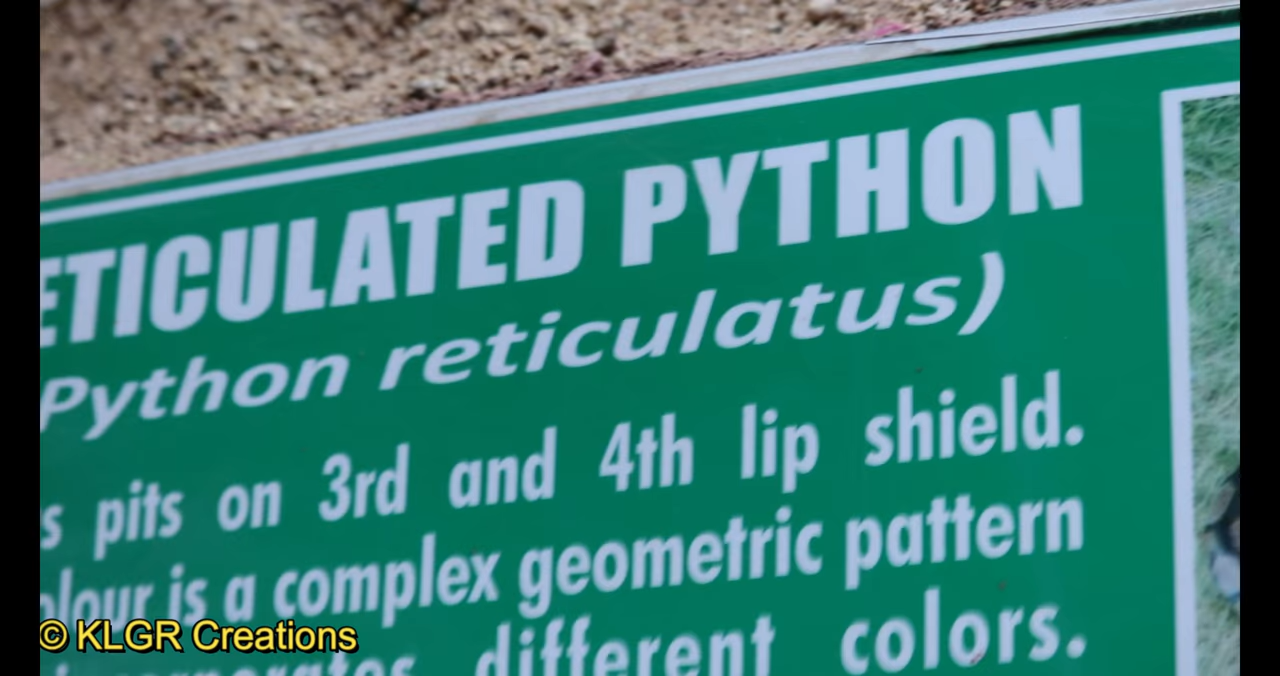 ETICULATED PYTHON
Python reticulatus)
s pits on 3rd and 4th lip shield.
olour is a complex geometric pattern
different colors.
© KLGR Creations